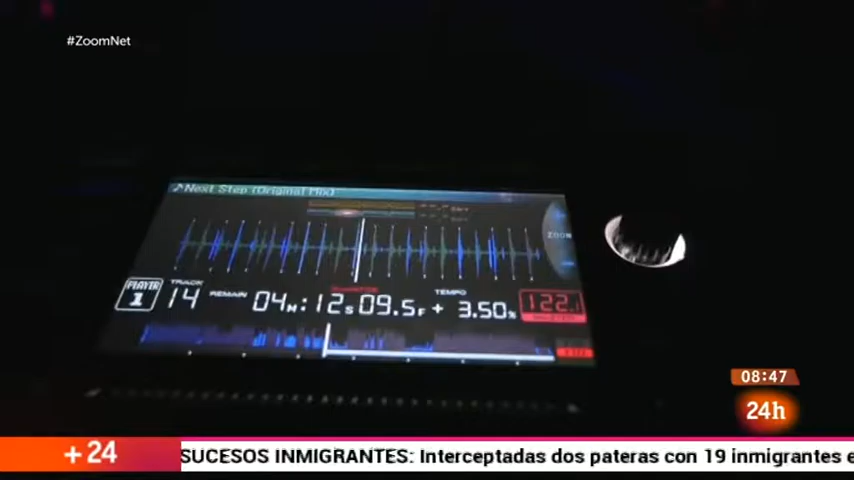 #ZoomNet
Next Step (Original Mix)
ZOOM
PLAYER
1
TRACK
14
REMAIN
04M:12S09.5F
TEMPO
+ 3.50%
122.1
08:47
24h
+24
SUCESOS INMIGRANTES: Interceptadas dos pateras con 19 inmigrantes e